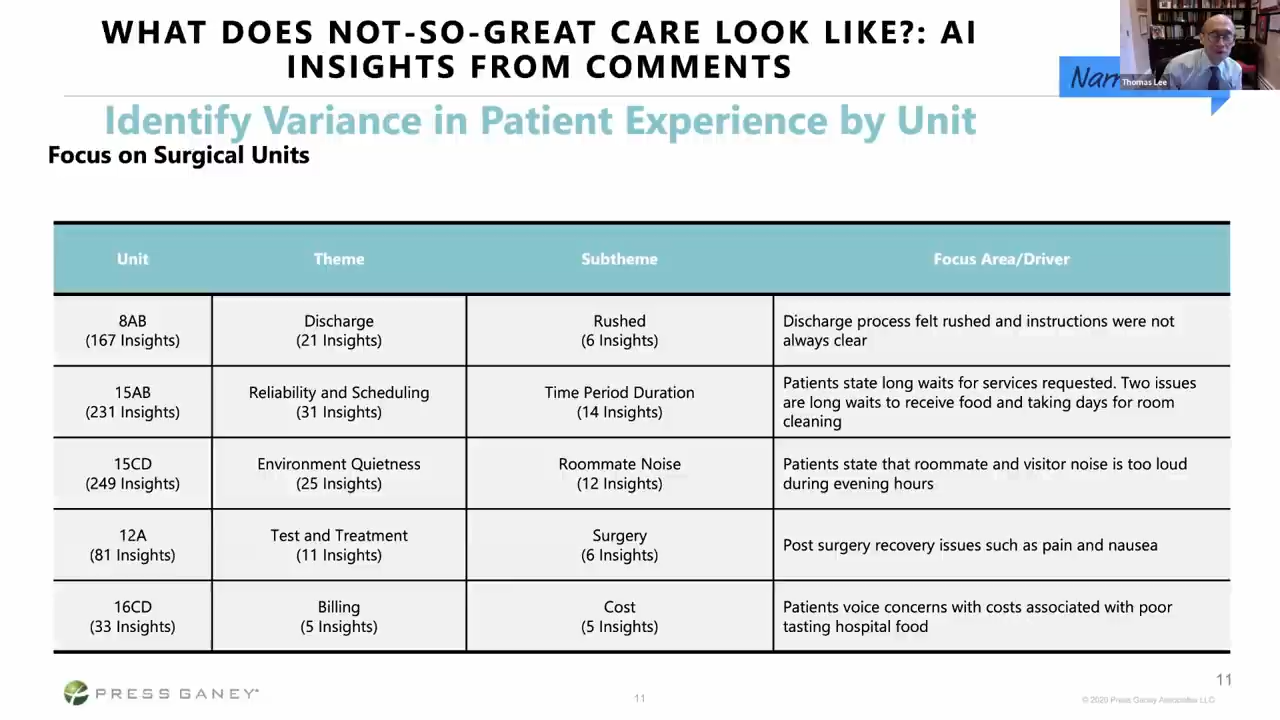 WHAT DOES NOT-SO-GREAT CARE LOOK LIKE?: AI
INSIGHTS FROM COMMENTS
Thomas Lee
Identify Variance in Patient Experience by Unit
Focus on Surgical Units
Unit Theme Subtheme Focus Area/Driver
8AB
(167 Insights)
Discharge
(21 Insights)
Rushed
(6 Insights)
Discharge process felt rushed and instructions were not
always clear
15AB
(231 Insights)
Reliability and Scheduling
(31 Insights)
Time Period Duration
(14 Insights)
Patients state long waits for services requested. Two issues
are long waits to receive food and taking days for room
cleaning
15CD
(249 Insights)
Environment Quietness
(25 Insights)
Roommate Noise
(12 Insights)
Patients state that roommate and visitor noise is too loud
during evening hours
12A
(81 Insights)
Test and Treatment
(11 Insights)
Surgery
(6 Insights)
Post surgery recovery issues such as pain and nausea
16CD
(33 Insights)
Billing
(5 Insights)
Cost
(5 Insights)
Patients voice concerns with costs associated with poor
tasting hospital food
PRESS GANEY
11
11
© 2020 Press Ganey Associates LLC